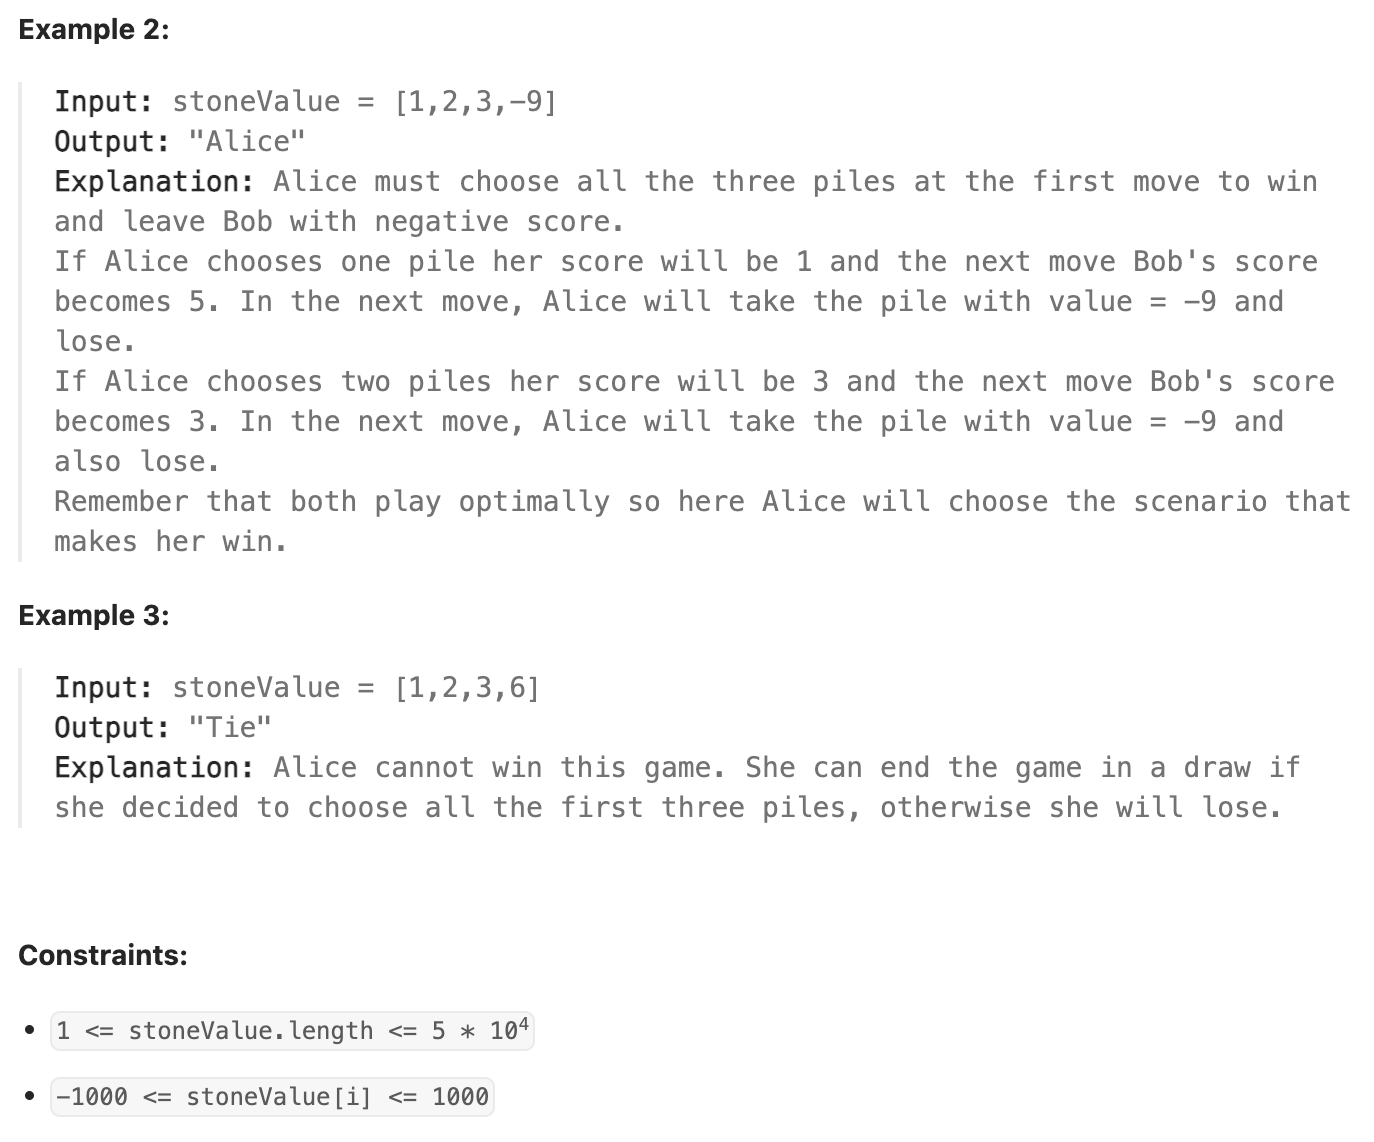 Example 2:
Input: stoneValue = [1,2,3,-9]
Output: "Alice"
Explanation: Alice must choose all the three piles at the first move to win
and leave Bob with negative score.
If Alice chooses one pile her score will be 1 and the next move Bob's score
becomes 5. In the next move, Alice will take the pile with value = -9 and
lose.
If Alice chooses two piles her score will be 3 and the next move Bob's score
becomes 3. In the next move, Alice will take the pile with value = -9 and
also lose.
Remember that both play optimally so here Alice will choose the scenario that
makes her win.
Example 3:
Input: stoneValue = [1,2,3,6]
Output: "Tie"
Explanation: Alice cannot win this game. She can end the game in a draw if
she decided to choose all the first three piles, otherwise she will lose.
Constraints:
• 1 <= stoneValue.length <= 5 * 10⁴
• -1000 <= stoneValue[i] <= 1000